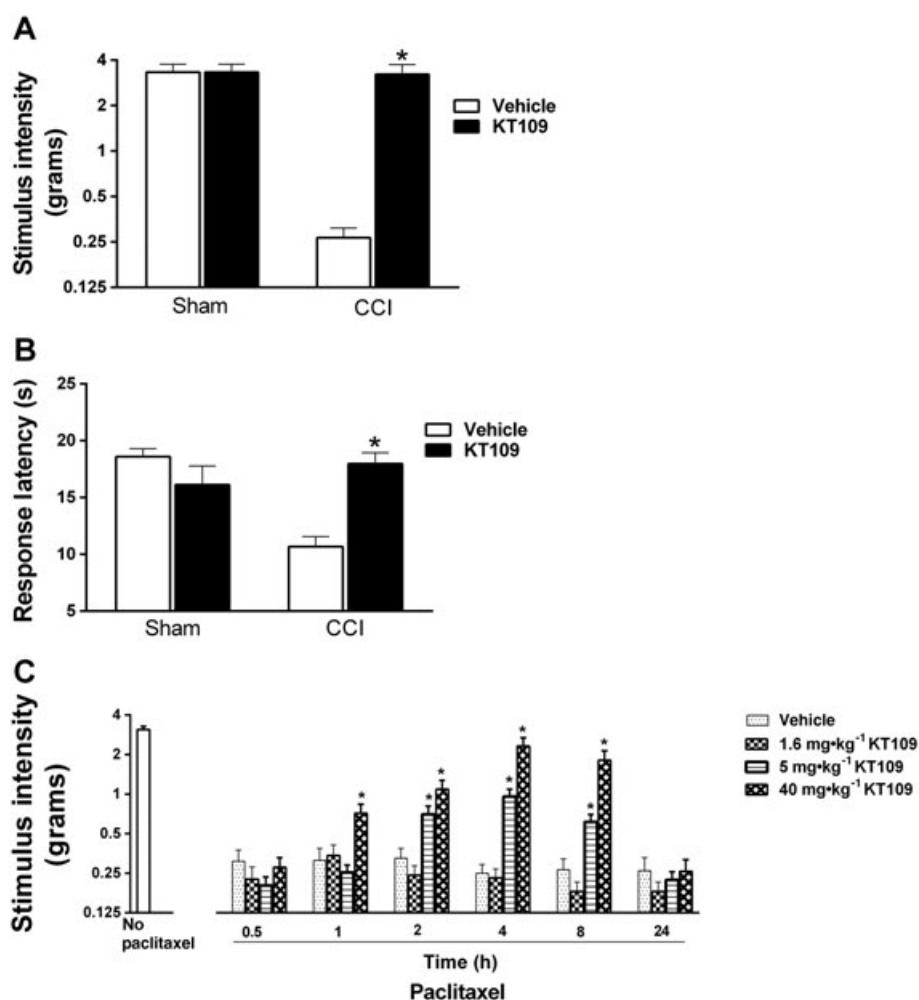 A
Stimulus intensity
(grams)
4
2
1
0.5
0.25
0.125
*
Vehicle
KT109
Sham
CCI
B
Response latency (s)
25
20
15
10
5
*
Vehicle
KT109
Sham
CCI
C
Stimulus intensity
(grams)
4
2
1
0.5
0.25
0.125
* * * * * * *
Vehicle
1.6 mg•kg⁻¹ KT109
5 mg•kg⁻¹ KT109
40 mg•kg⁻¹ KT109
No
paclitaxel
0.5 1 2 4 8 24
Time (h)
Paclitaxel